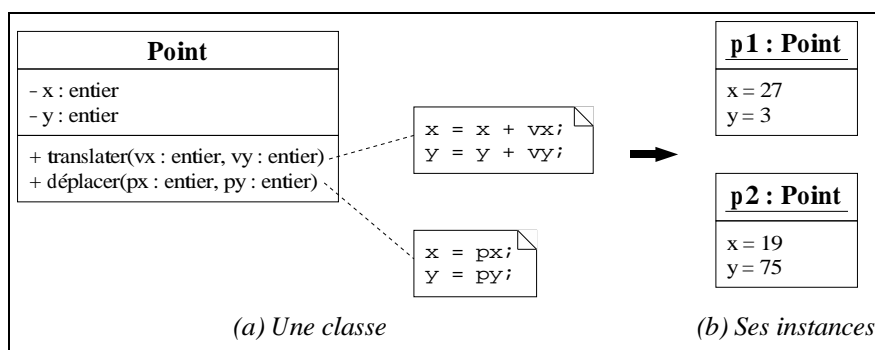 Point
- x : entier
- y : entier
+ translater(vx : entier, vy : entier)
+ déplacer(px : entier, py : entier)
x = x + vx;
y = y + vy;
x = px;
y = py;
(a) Une classe
p1 : Point
x = 27
y = 3
p2 : Point
x = 19
y = 75
(b) Ses instances